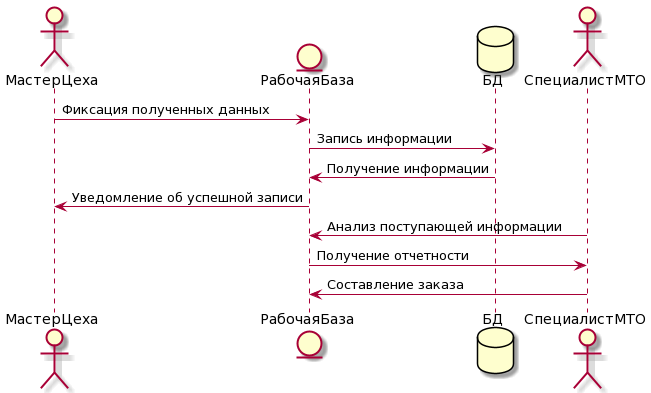 МастерЦеха
РабочаяБаза
БД
СпециалистМТО
Фиксация полученных данных
Запись информации
Получение информации
Уведомление об успешной записи
Анализ поступающей информации
Получение отчетности
Составление заказа
МастерЦеха
РабочаяБаза
БД
СпециалистМТО